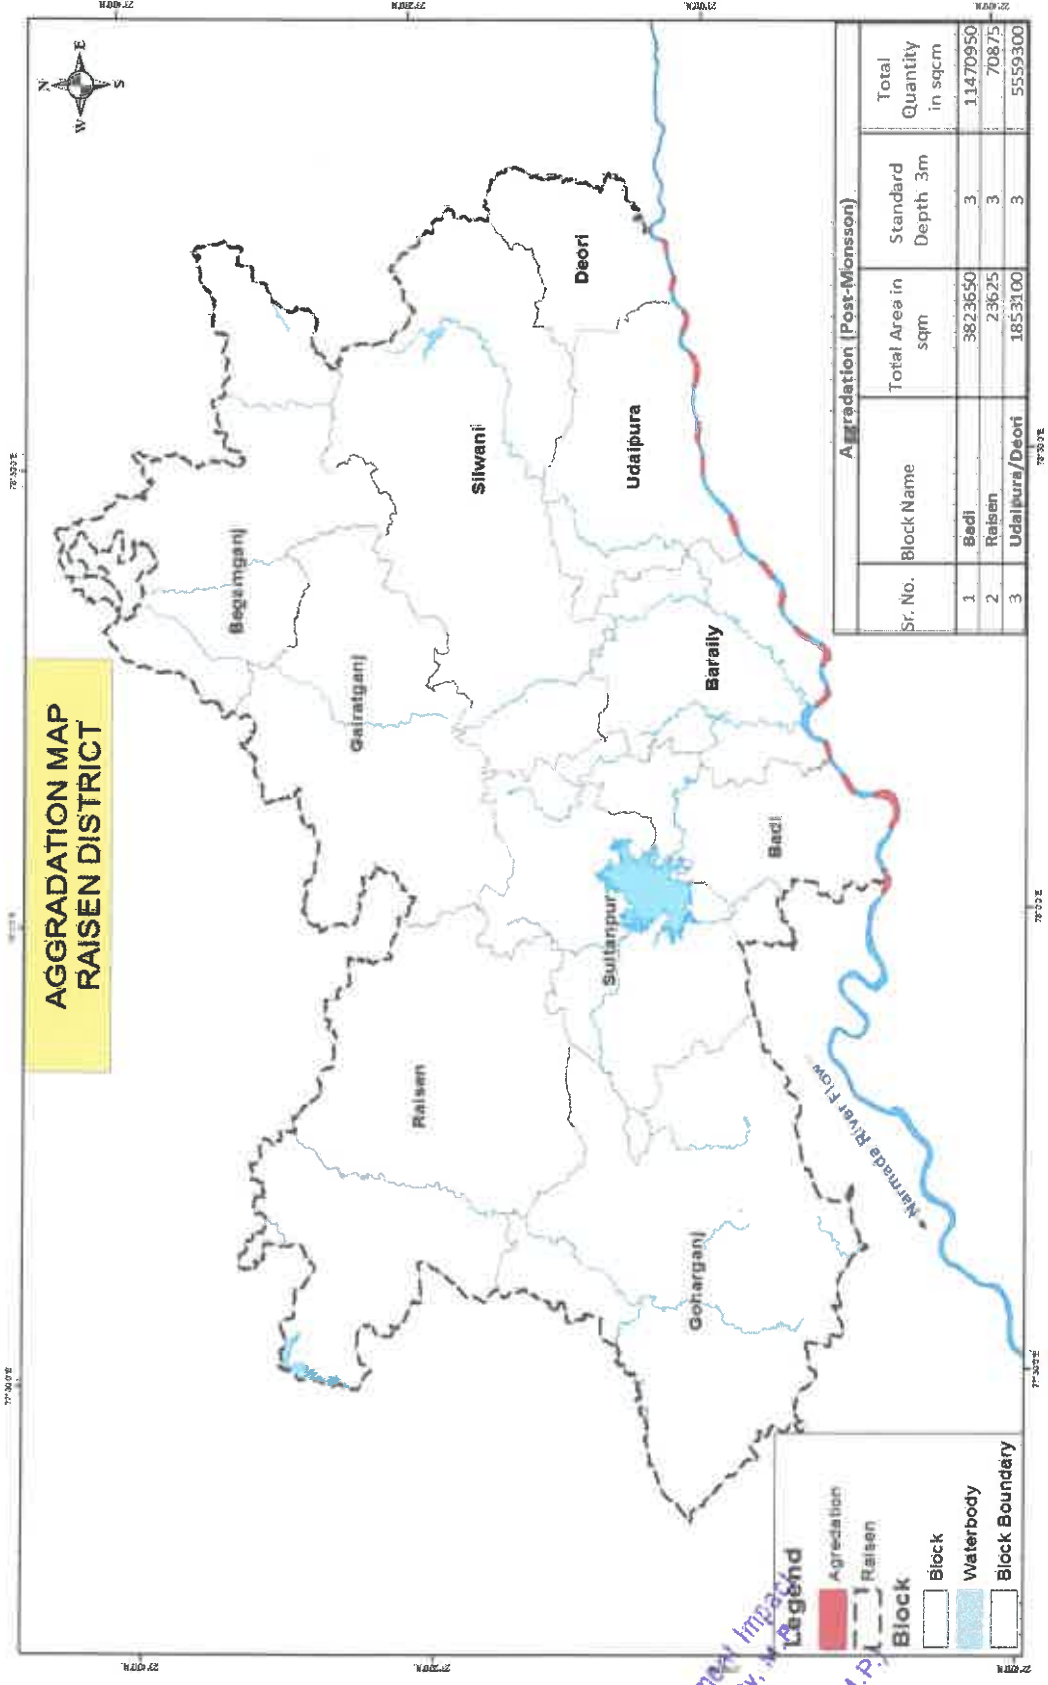 AGGRADATION MAP
RAISEN DISTRICT
N
E
S
W
Begamganj
Gairatganj
Silwani
Deori
Udaipura
Raisen
Baraily
Sultanpur
Badi
Goharganj
Narmada River Flow
Legend
Agredation
Raisen
Block
Block
Waterbody
Block Boundary
Aggradation (Post-Monsson)
Sr. No. Block Name Total Area in sqm Standard Depth 3m Total Quantity in sqcm
1 Badi 3823650 3 11470950
2 Raisen 23625 3 70875
3 Udaipura/Deori 1853100 3 5559300